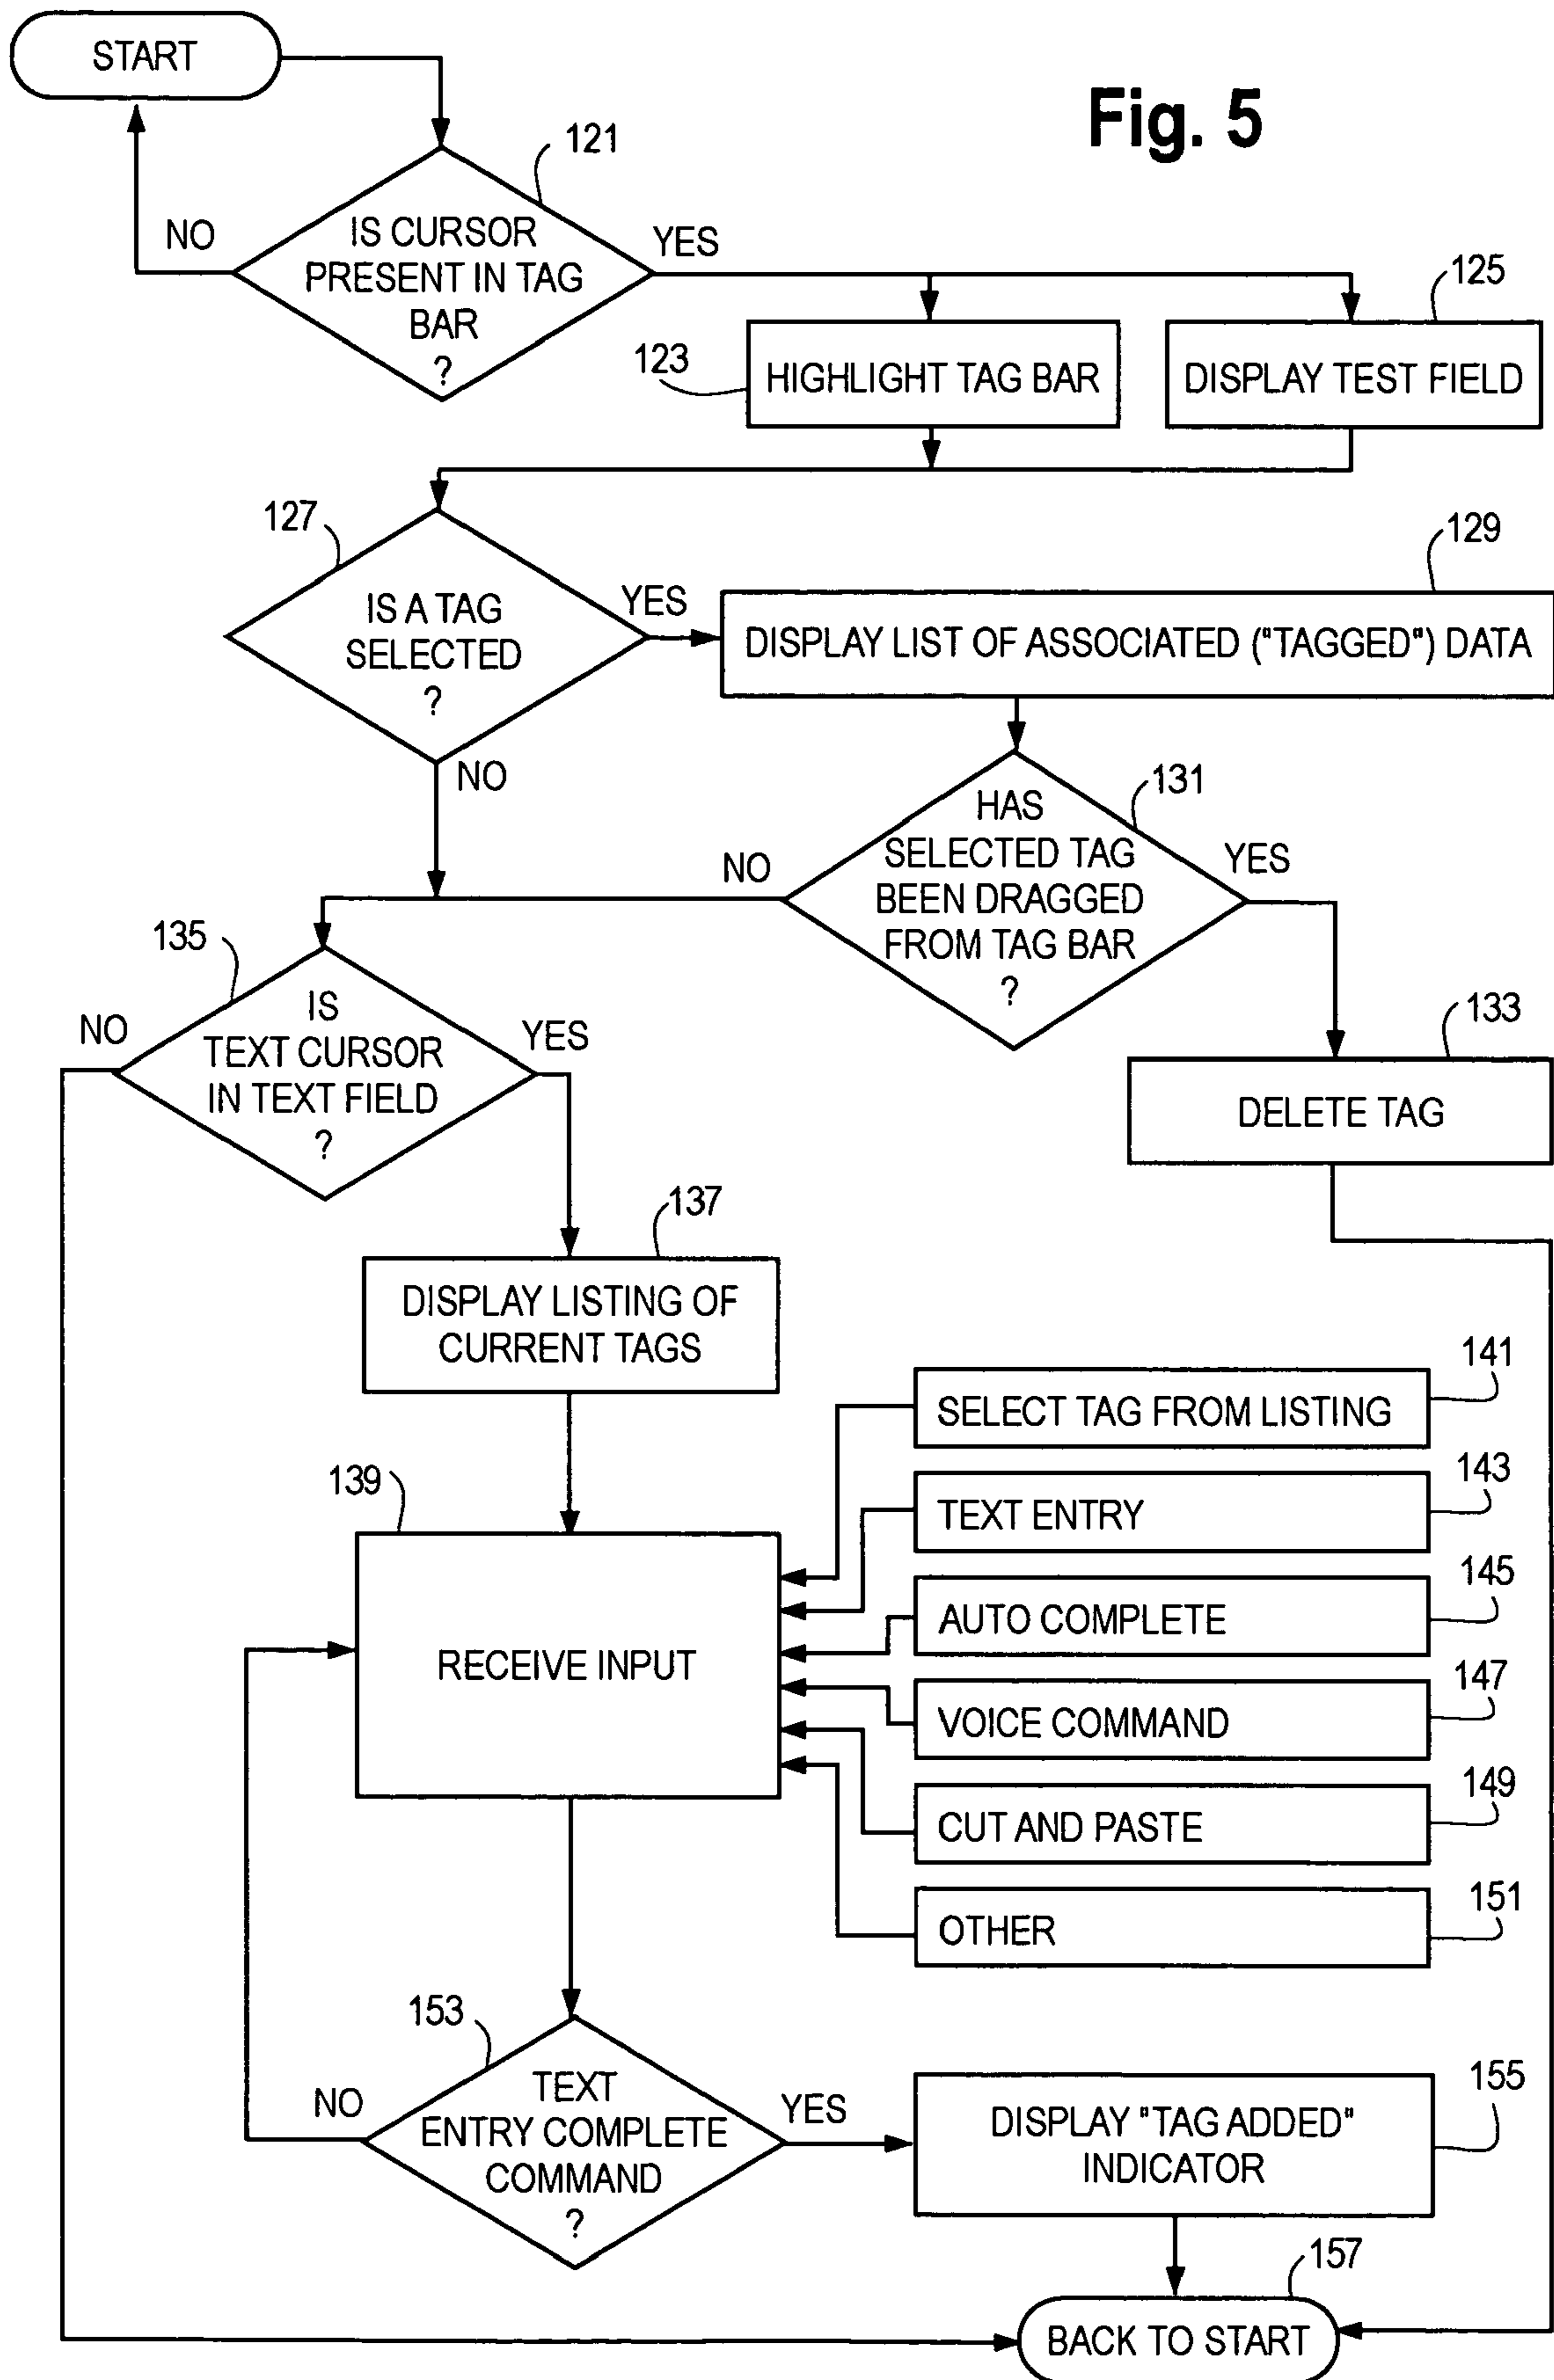 START
Fig. 5
121
IS CURSOR
PRESENT IN TAG
BAR
?
NO
YES
125
123
HIGHLIGHT TAG BAR
DISPLAY TEST FIELD
127
IS A TAG
SELECTED
?
YES
NO
129
DISPLAY LIST OF ASSOCIATED ("TAGGED") DATA
131
HAS
SELECTED TAG
BEEN DRAGGED
FROM TAG BAR
?
NO
YES
135
IS
TEXT CURSOR
IN TEXT FIELD
?
NO
YES
133
DELETE TAG
137
DISPLAY LISTING OF
CURRENT TAGS
139
RECEIVE INPUT
141
SELECT TAG FROM LISTING
143
TEXT ENTRY
145
AUTO COMPLETE
147
VOICE COMMAND
149
CUT AND PASTE
151
OTHER
153
TEXT
ENTRY COMPLETE
COMMAND
?
NO
YES
155
DISPLAY "TAG ADDED"
INDICATOR
157
BACK TO START